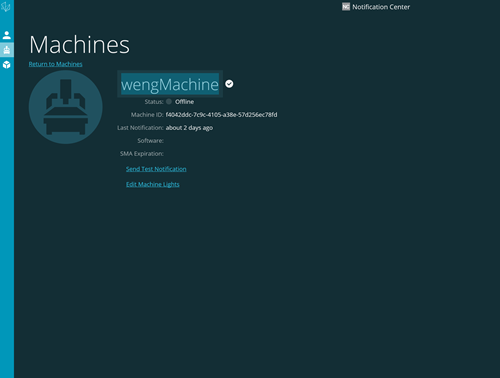 NC Notification Center
Machines
Return to Machines
wengMachine
Status: Offline
Machine ID: f4042ddc-7c9c-4105-a38e-57d256ec78fd
Last Notification: about 2 days ago
Software:
SMA Expiration:
Send Test Notification
Edit Machine Lights